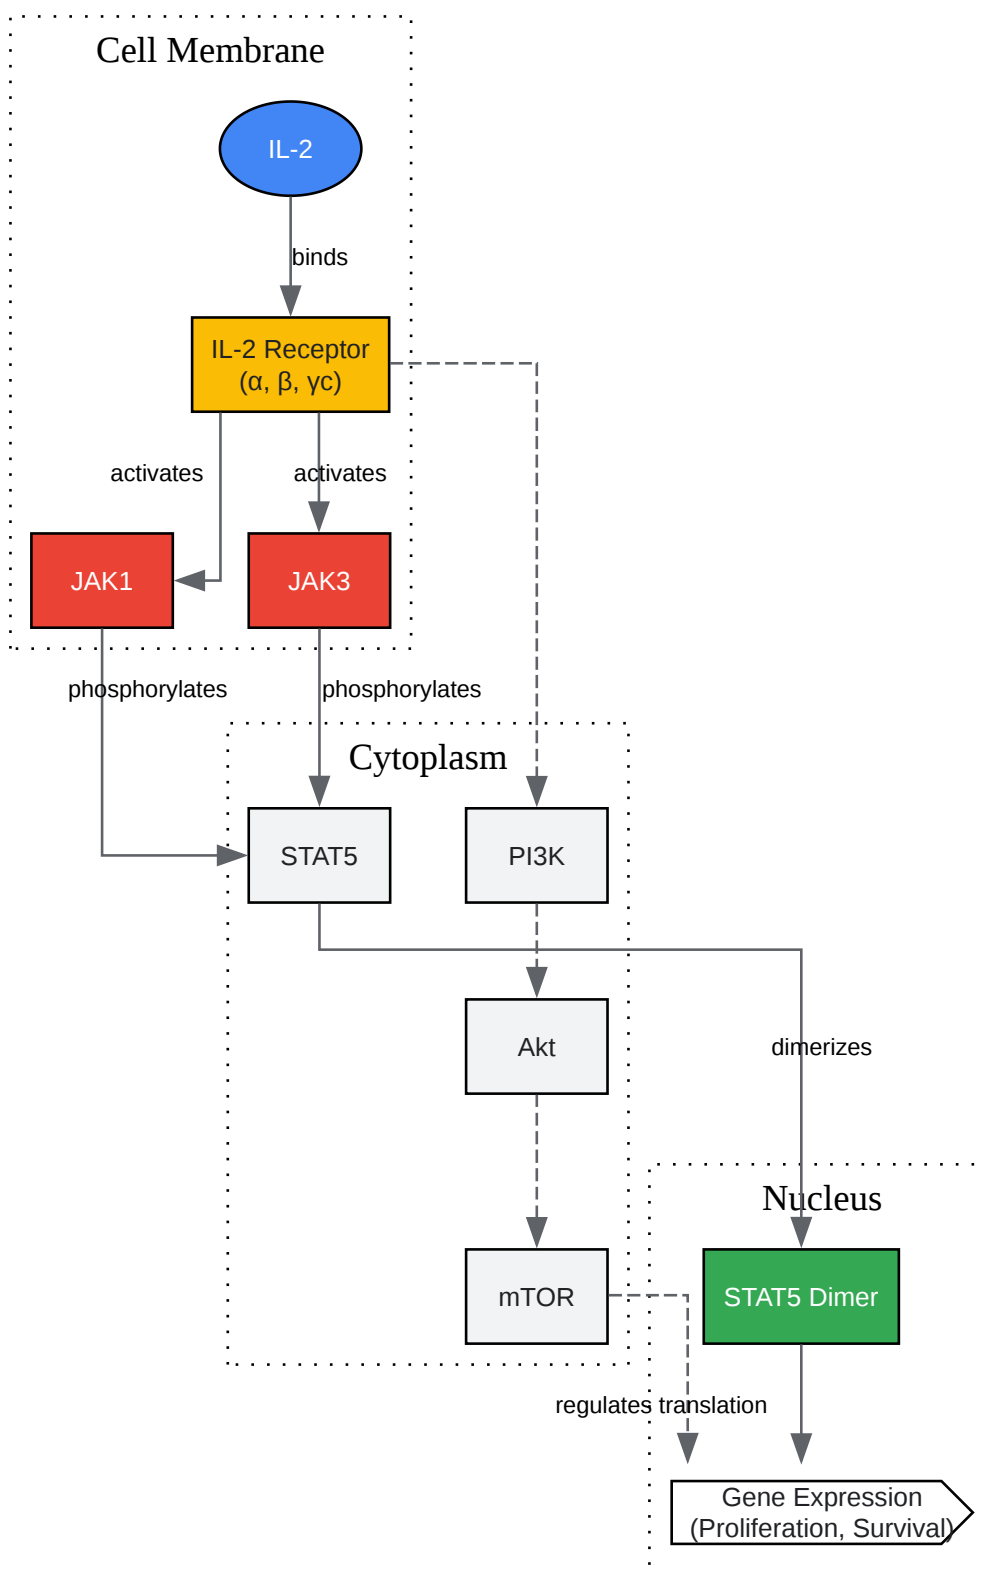 Cell Membrane
IL-2
binds
IL-2 Receptor
(α, β, γc)
activates
activates
JAK1
JAK3
phosphorylates
phosphorylates
Cytoplasm
STAT5
PI3K
Akt
dimerizes
Nucleus
mTOR
STAT5 Dimer
regulates translation
Gene Expression
(Proliferation, Survival)